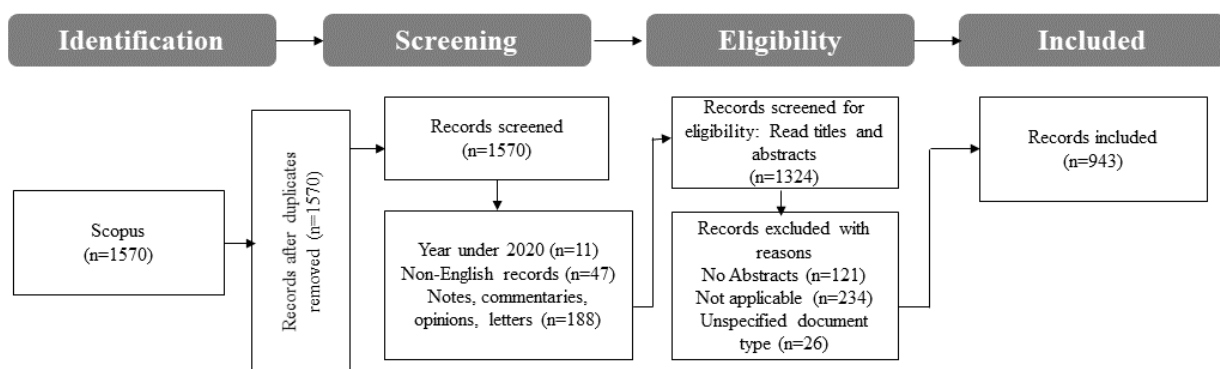 Identification
Screening
Eligibility
Included
Scopus
(n=1570)
Records after duplicates
removed (n=1570)
Records screened
(n=1570)
Year under 2020 (n=11)
Non-English records (n=47)
Notes, commentaries,
opinions, letters (n=188)
Records screened for
eligibility: Read titles and
abstracts
(n=1324)
Records excluded with
reasons
No Abstracts (n=121)
Not applicable (n=234)
Unspecified document
type (n=26)
Records included
(n=943)